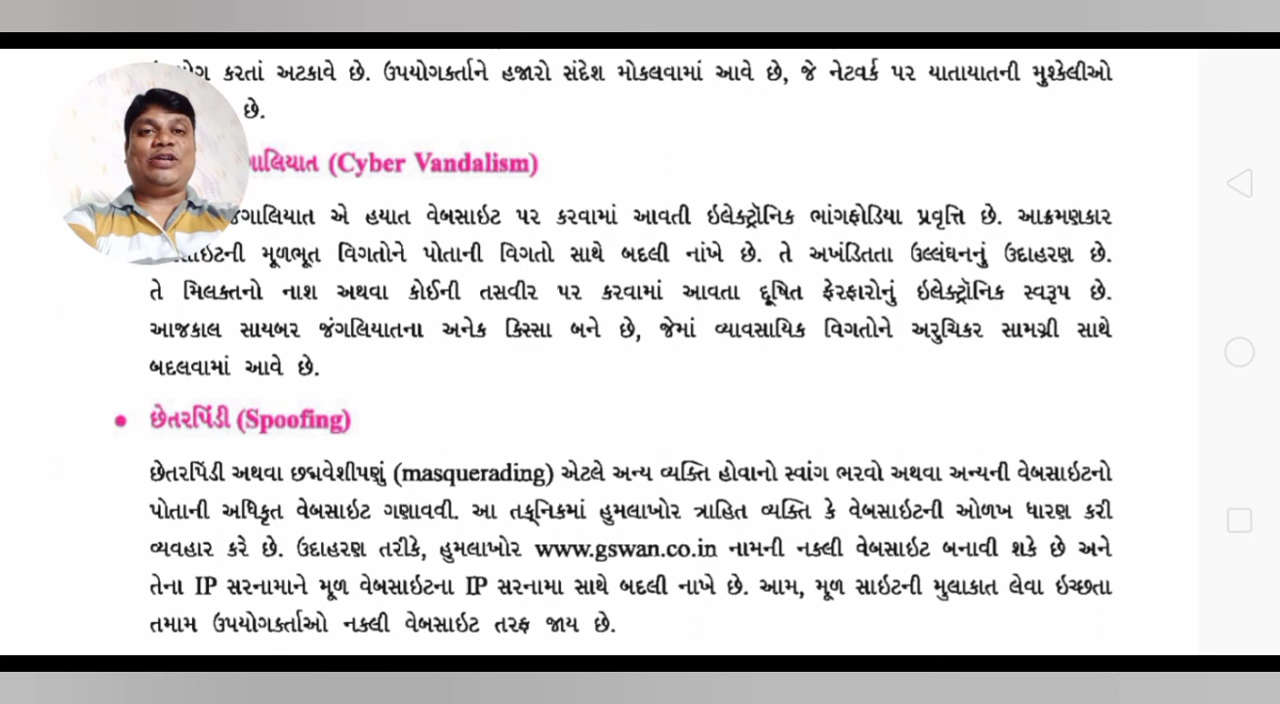 કરતાં અટકાવે છે. ઉપયોગકર્તાને હજારો સંદેશ મોકલવામાં આવે છે, જે નેટવર્ક પર યાતાયાતની મુશ્કેલીઓ
છે.
(Cyber Vandalism)
એ હયાત વેબસાઇટ પર કરવામાં આવતી ઇલેક્ટ્રૉનિક ભાંગફોડિયા પ્રવૃત્તિ છે. આક્રમણકાર
મૂળભૂત વિગતોને પોતાની વિગતો સાથે બદલી નાંખે છે. તે અખંડિતતા ઉલ્લંઘનનું ઉદાહરણ છે.
તે મિલકતનો નાશ અથવા કોઈની તસવીર પર કરવામાં આવતા દૂષિત ફેરફારોનું ઇલેક્ટ્રૉનિક સ્વરૂપ છે.
આજકાલ સાયબર જંગલિયાતના અનેક કિસ્સા બને છે, જેમાં વ્યાવસાયિક વિગતોને અરુચિકર સામગ્રી સાથે
બદલવામાં આવે છે.
• છેતરપિંડી (Spoofing)
છેતરપિંડી અથવા છદ્મવેશીપણું (masquerading) એટલે અન્ય વ્યક્તિ હોવાનો સ્વાંગ ભરવો અથવા અન્યની વેબસાઇટનો
પોતાની અધિકૃત વેબસાઇટ ગણાવવી. આ તક્નિકમાં હુમલાખોર ત્રાહિત વ્યક્તિ કે વેબસાઈટની ઓળખ ધારણ કરી
વ્યવહાર કરે છે. ઉદાહરણ તરીકે, હુમલાખોર www.gswan.co.in નામની નકલી વેબસાઈટ બનાવી શકે છે અને
તેના IP સરનામાને મૂળ વેબસાઇટના IP સરનામા સાથે બદલી નાખે છે. આમ, મૂળ સાઇટની મુલાકાત લેવા ઇચ્છતા
તમામ ઉપયોગકર્તાઓ નકલી વેબસાઇટ તરફ જાય છે.